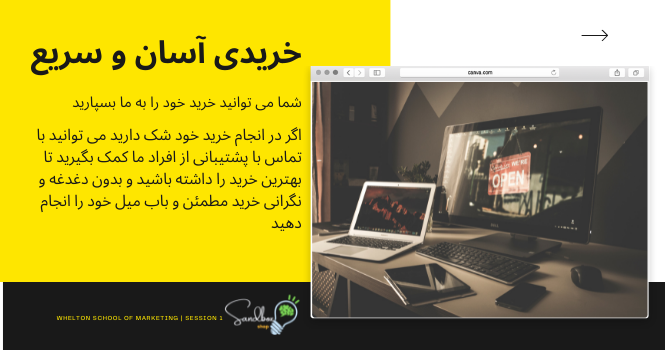 خریدی آسان و سریع
شما می توانید خرید خود را به ما بسپارید
اگر در انجام خرید خود شک دارید می توانید با
تماس با پشتیبانی از افراد ما کمک بگیرید تا
بهترین خرید را داشته باشید و بدون دغدغه و
نگرانی خرید مطمئن و باب میل خود را انجام
دهید
canva.com
OPEN
WHELTON SCHOOL OF MARKETING | SESSION 1
Sandbox
shop